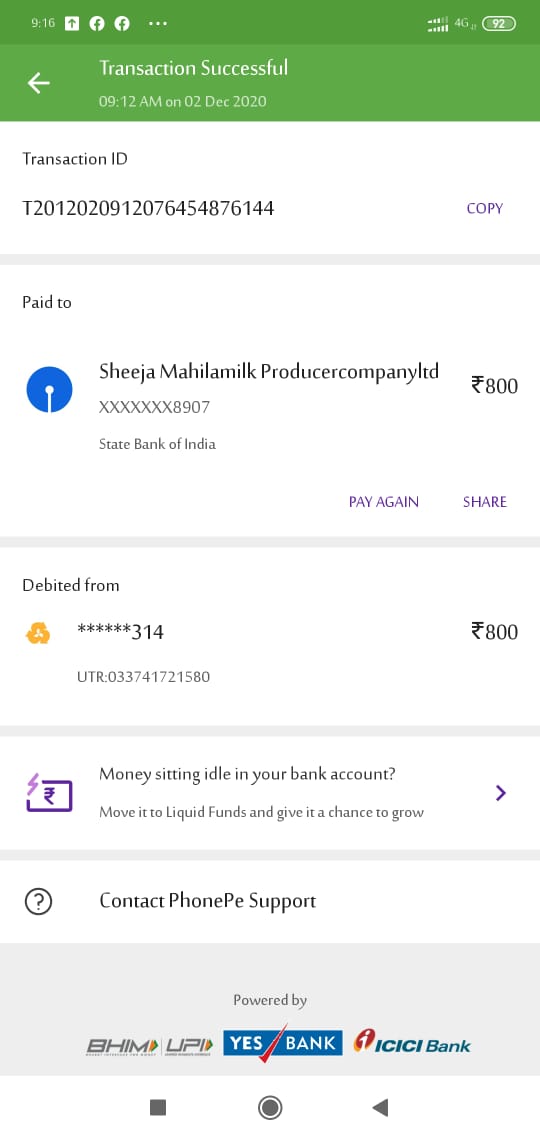 9:16 4G 92
Transaction Successful
09:12 AM on 02 Dec 2020
Transaction ID
T2012020912076454876144 COPY
Paid to
Sheeja Mahilamilk Producercompanyltd ₹800
XXXXXXX8907
State Bank of India
PAY AGAIN SHARE
Debited from
******314 ₹800
UTR:033741721580
Money sitting idle in your bank account?
Move it to Liquid Funds and give it a chance to grow
Contact PhonePe Support
Powered by
BHIM UPI YES BANK ICICI Bank